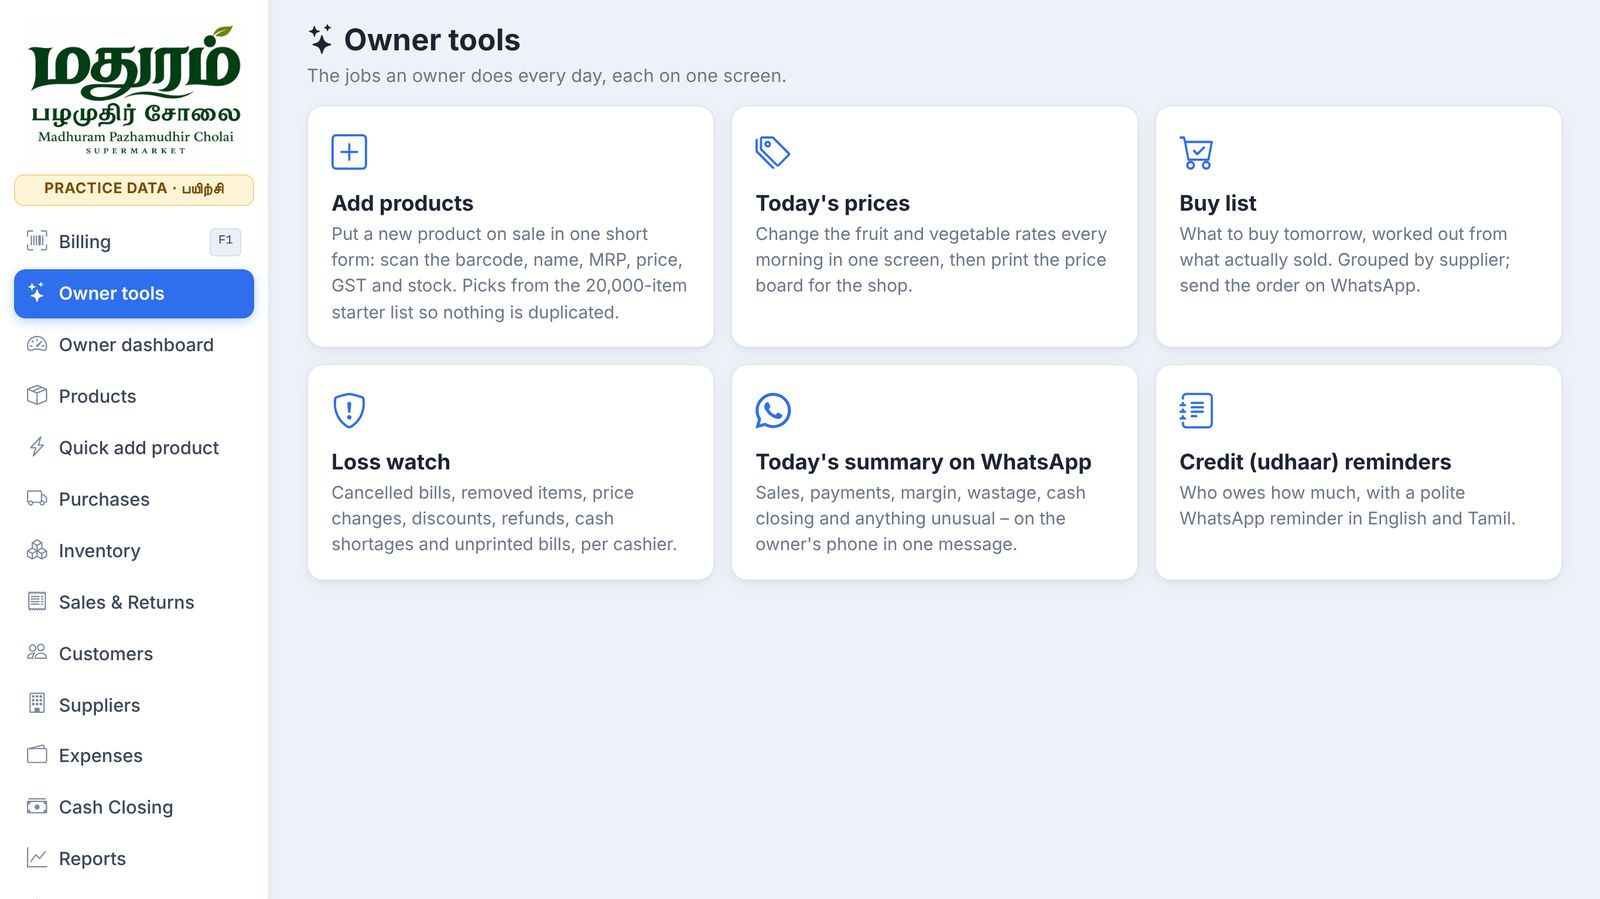 மதுரம்
பழமுதிர் சோலை
Madhuram Pazhamudhir Cholai
SUPERMARKET
PRACTICE DATA · பயிற்சி
Billing F1
Owner tools
Owner dashboard
Products
Quick add product
Purchases
Inventory
Sales & Returns
Customers
Suppliers
Expenses
Cash Closing
Reports
Owner tools
The jobs an owner does every day, each on one screen.
Add products
Put a new product on sale in one short
form: scan the barcode, name, MRP, price,
GST and stock. Picks from the 20,000-item
starter list so nothing is duplicated.
Today's prices
Change the fruit and vegetable rates every
morning in one screen, then print the price
board for the shop.
Buy list
What to buy tomorrow, worked out from
what actually sold. Grouped by supplier;
send the order on WhatsApp.
Loss watch
Cancelled bills, removed items, price
changes, discounts, refunds, cash
shortages and unprinted bills, per cashier.
Today's summary on WhatsApp
Sales, payments, margin, wastage, cash
closing and anything unusual – on the
owner's phone in one message.
Credit (udhaar) reminders
Who owes how much, with a polite
WhatsApp reminder in English and Tamil.